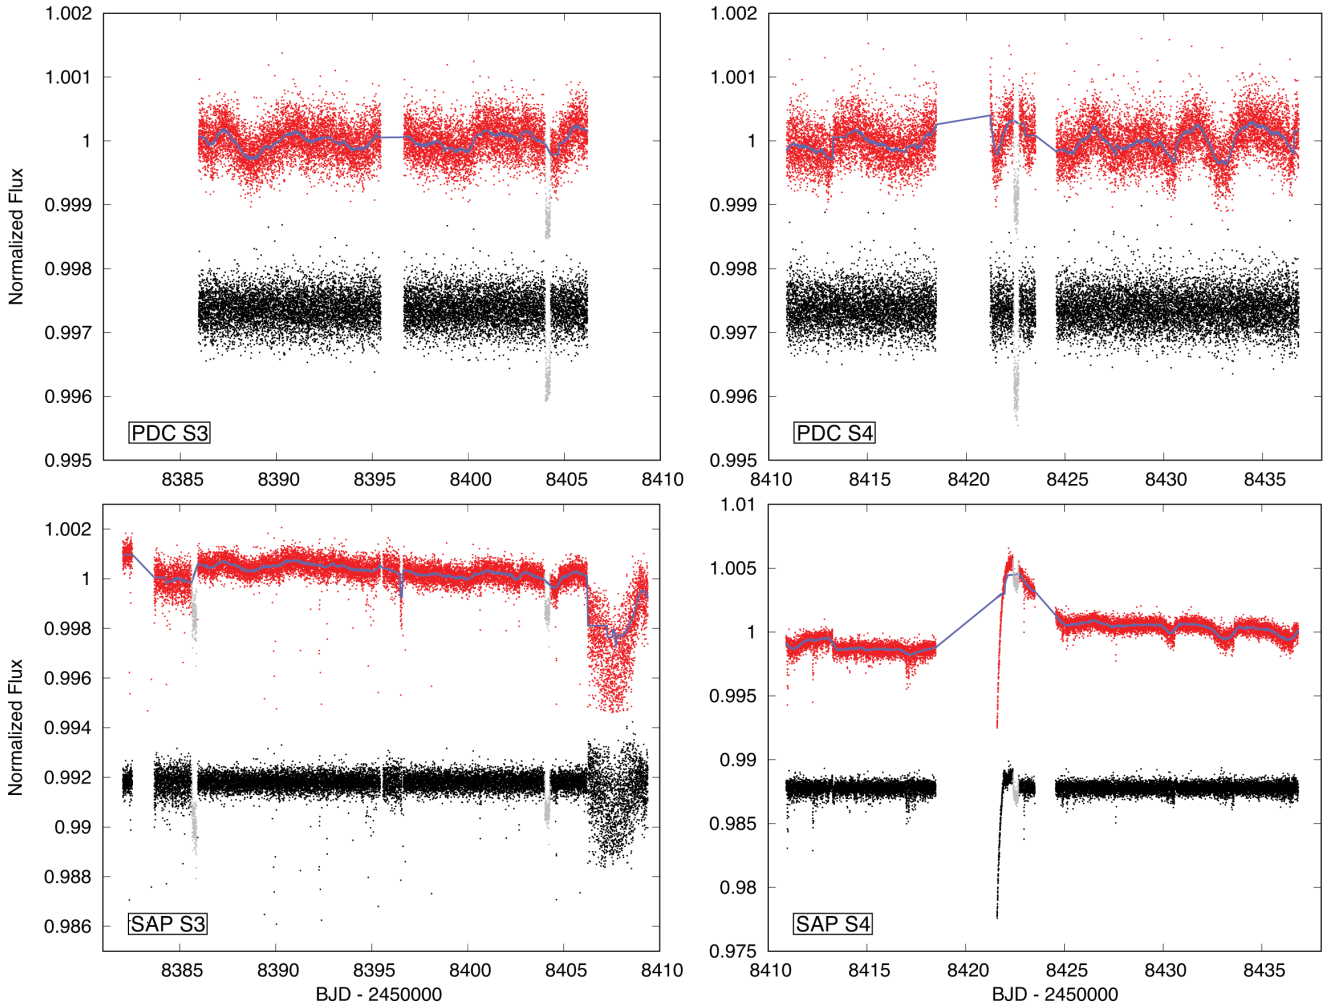 1.002
1.001
1
0.999
0.998
0.997
0.996
0.995
Normalized Flux
PDC S3
8385 8390 8395 8400 8405 8410
1.002
1.001
1
0.999
0.998
0.997
0.996
0.995
PDC S4
8410 8415 8420 8425 8430 8435
1.002
1
0.998
0.996
0.994
0.992
0.99
0.988
0.986
Normalized Flux
SAP S3
8385 8390 8395 8400 8405 8410
BJD - 2450000
1.01
1.005
1
0.995
0.99
0.985
0.98
0.975
SAP S4
8410 8415 8420 8425 8430 8435
BJD - 2450000